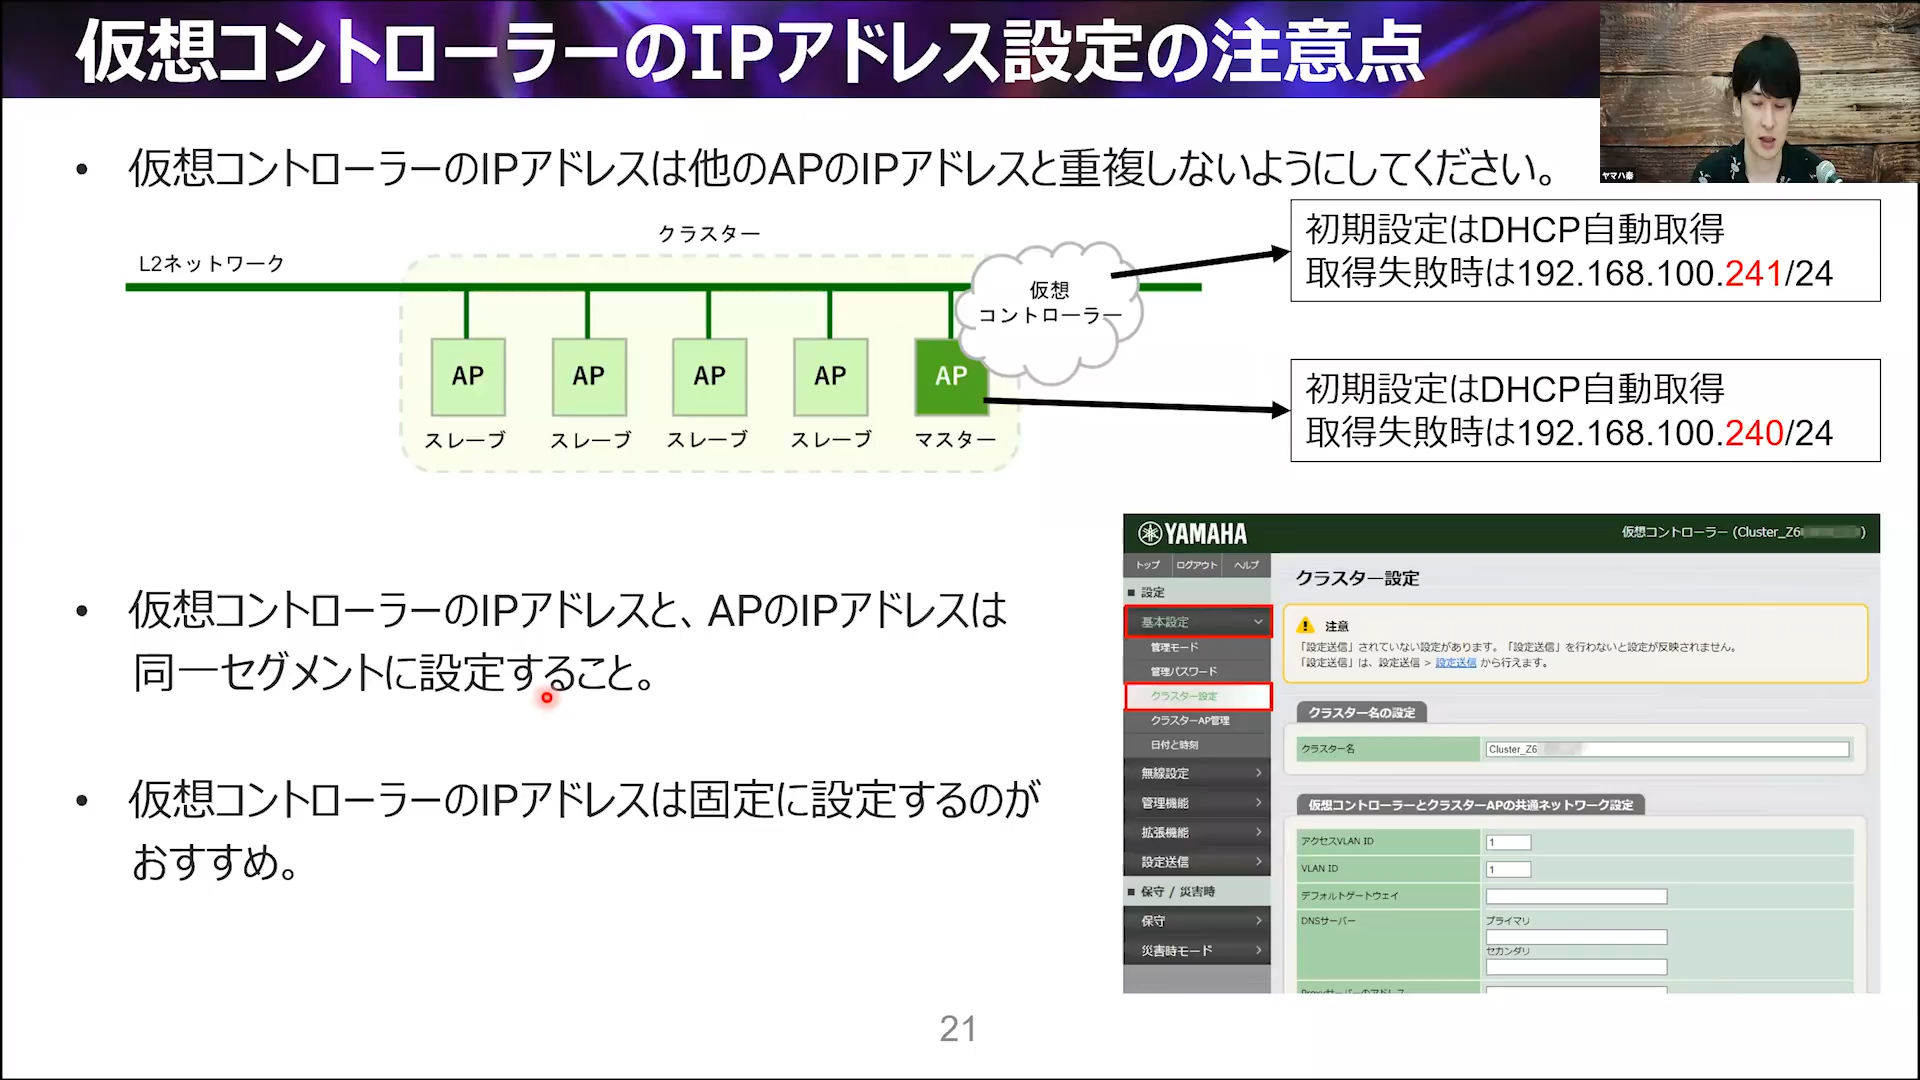 仮想コントローラーのIPアドレス設定の注意点
ヤマハ秦
• 仮想コントローラーのIPアドレスは他のAPのIPアドレスと重複しないようにしてください。
クラスター
L2ネットワーク
仮想
コントローラー
AP
AP
AP
AP
AP
スレーブ
スレーブ
スレーブ
スレーブ
マスター
初期設定はDHCP自動取得
取得失敗時は192.168.100.241/24
初期設定はDHCP自動取得
取得失敗時は192.168.100.240/24
• 仮想コントローラーのIPアドレスと、APのIPアドレスは
同一セグメントに設定すること。
• 仮想コントローラーのIPアドレスは固定に設定するのが
おすすめ。
YAMAHA
仮想コントローラー (Cluster_Z6 )
トップ
ログアウト
ヘルプ
■ 設定
基本設定
管理モード
管理パスワード
クラスター設定
クラスターAP管理
日付と時刻
無線設定
管理機能
拡張機能
設定送信
■ 保守 / 災害時
保守
災害時モード
クラスター設定
注意
「設定送信」されていない設定があります。「設定送信」を行わないと設定が反映されません。
「設定送信」は、設定送信 > 設定送信 から行えます。
クラスター名の設定
クラスター名
Cluster_Z6
仮想コントローラーとクラスターAPの共通ネットワーク設定
アクセスVLAN ID
1
VLAN ID
1
デフォルトゲートウェイ
DNSサーバー
プライマリ
セカンダリ
Proxyサーバーのアドレス
21